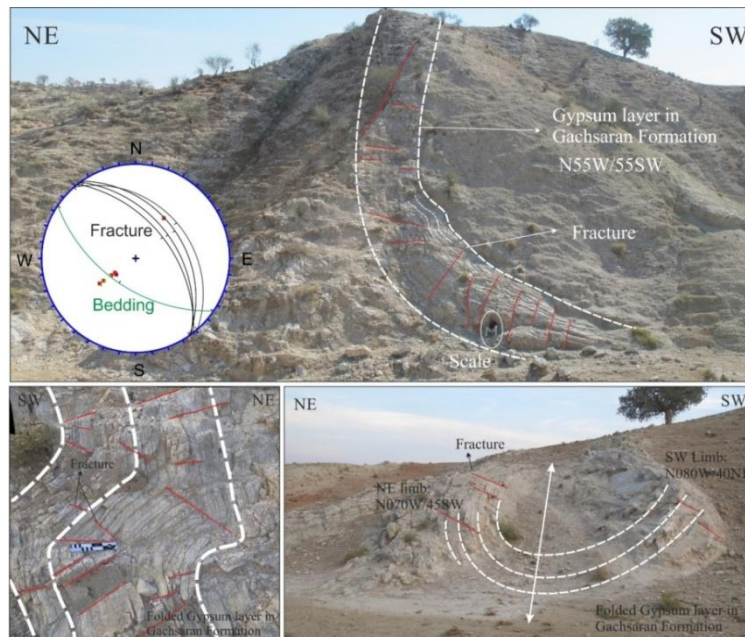 NE
SW
Gypsum layer in
Gachsaran Formation
N55W/55SW
N
Fracture
W
E
Bedding
S
Fracture
Scale
SW
NE
Fracture
Folded Gypsum layer in
Gachsaran Formation
NE
SW
Fracture
NE limb:
N070W/45SW
SW Limb:
N080W/40NE
Folded Gypsum layer in
Gachsaran Formation